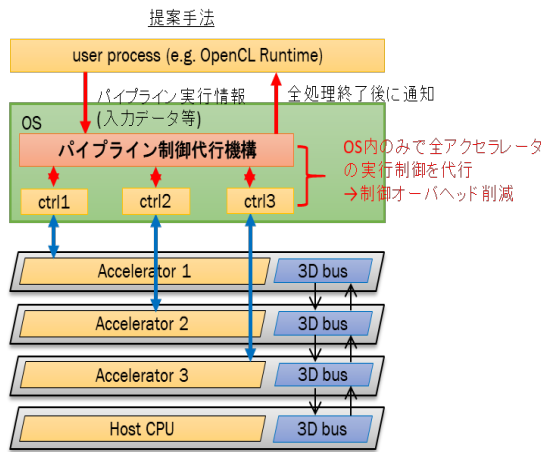 提案手法
user process (e.g. OpenCL Runtime)
パイプライン実行情報
(入力データ等)
全処理終了後に通知
OS
パイプライン制御代行機構
OS内のみで全アクセラレータ
の実行制御を代行
→制御オーバヘッド削減
ctrl1
ctrl2
ctrl3
Accelerator 1
3D bus
Accelerator 2
3D bus
Accelerator 3
3D bus
Host CPU
3D bus